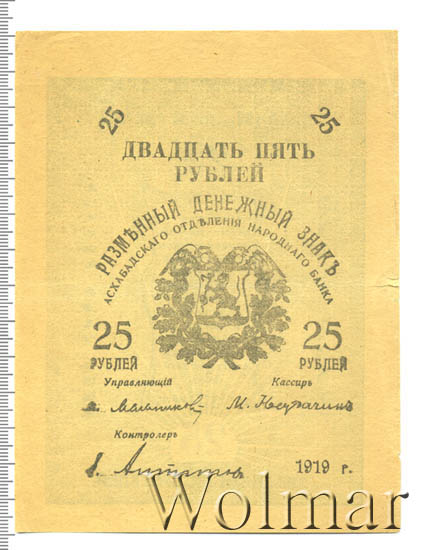 25 25
ДВАДЦАТЬ ПЯТЬ
РУБЛЕЙ
РАЗМѢННЫЙ ДЕНЕЖНЫЙ ЗНАКЪ
АСХАБАДСКАГО ОТДѢЛЕНІЯ НАРОДНАГО БАНКА
25 25
РУБЛЕЙ РУБЛЕЙ
Управляющій Кассиръ
М.
Контролеръ
1919 г.
Wolmar